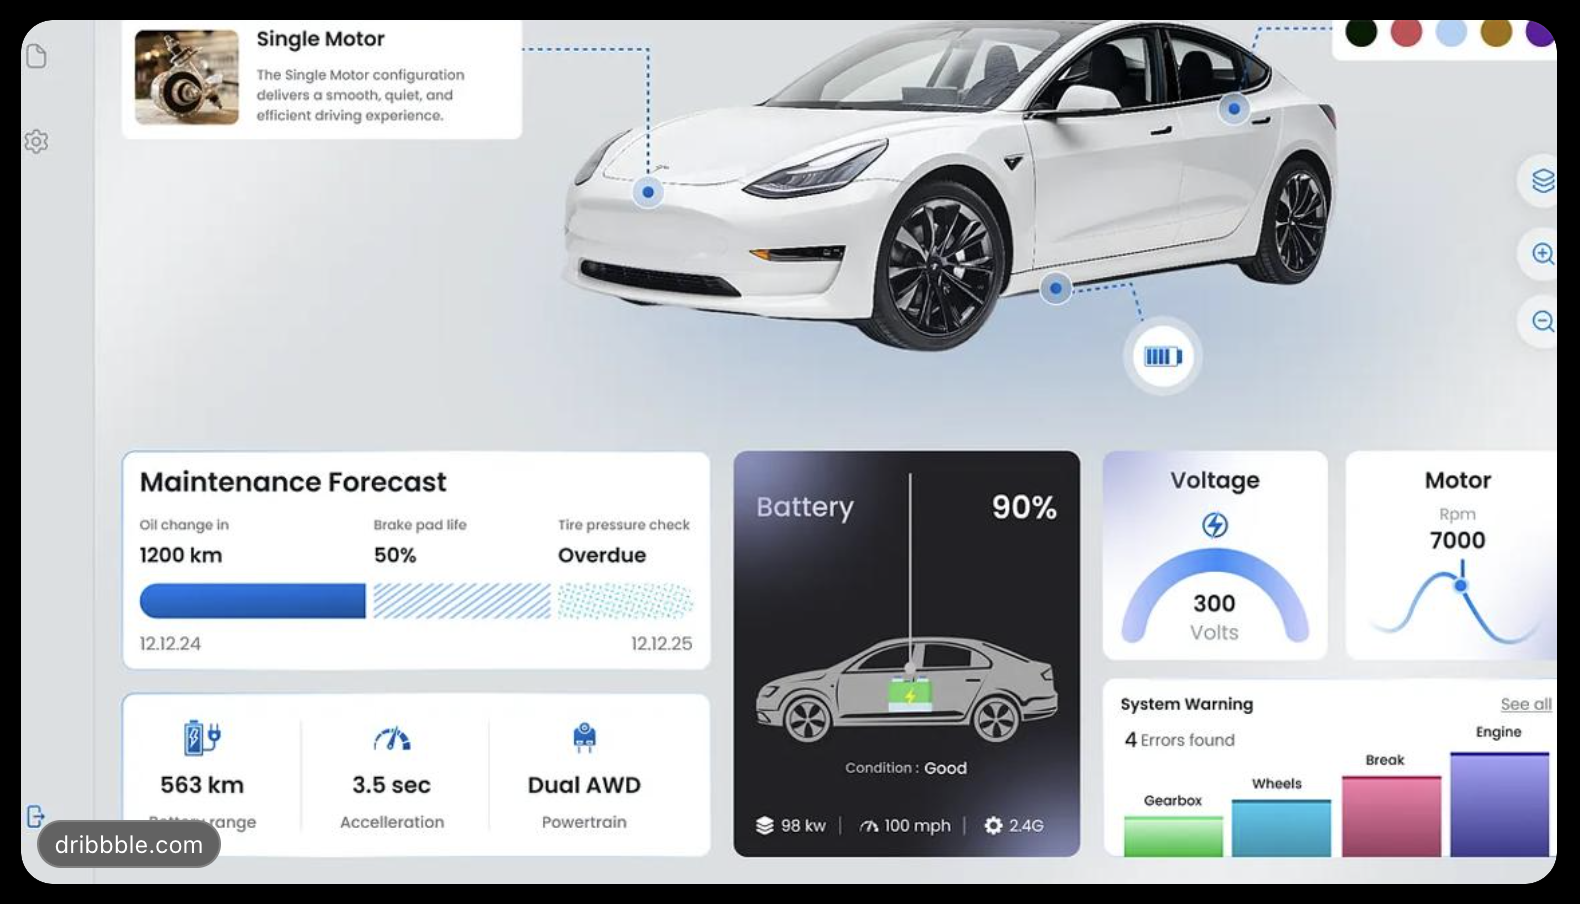 Single Motor
The Single Motor configuration
delivers a smooth, quiet, and
efficient driving experience.
Maintenance Forecast
Oil change in
1200 km
Brake pad life
50%
Tire pressure check
Overdue
12.12.24
12.12.25
563 km
range
3.5 sec
Accelleration
Dual AWD
Powertrain
Battery
90%
Condition : Good
98 kw
100 mph
2.4G
Voltage
300
Volts
Motor
Rpm
7000
System Warning
See all
4 Errors found
Gearbox
Wheels
Break
Engine
dribbble.com